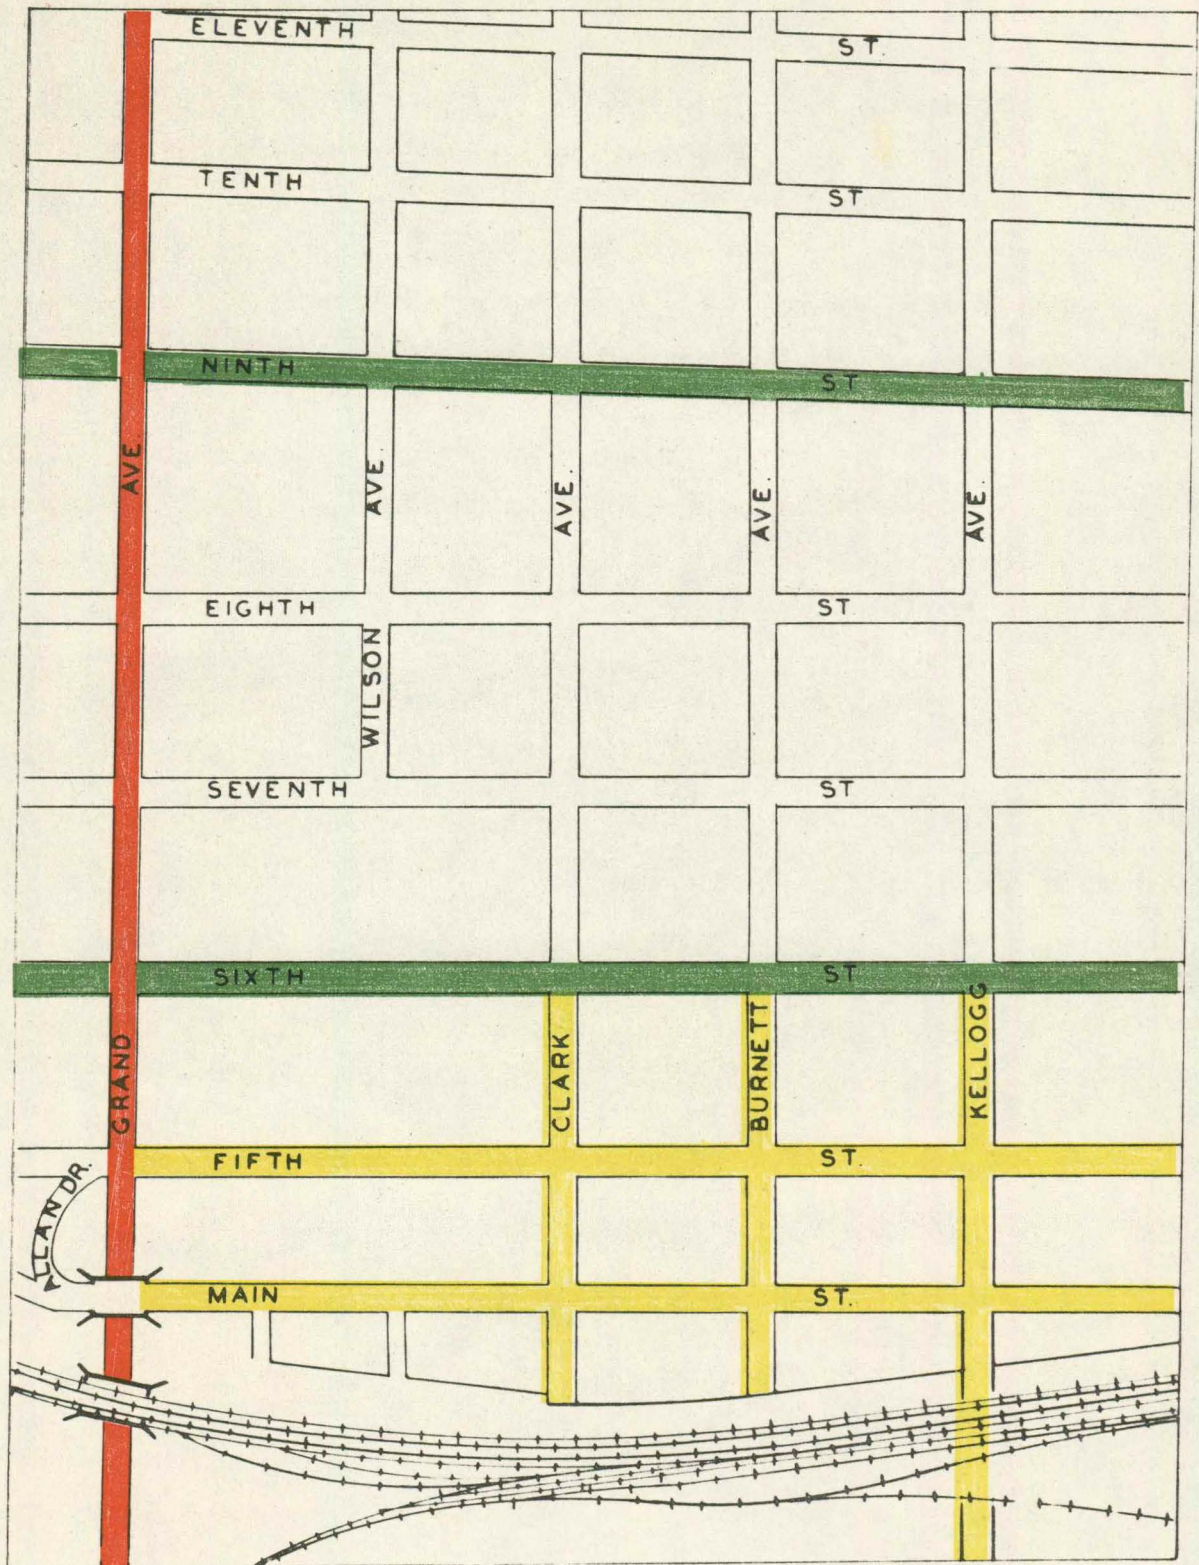 ELEVENTH ST.
TENTH ST
NINTH ST
AVE
AVE.
AVE.
AVE.
AVE.
EIGHTH ST
WILSON
SEVENTH ST
SIXTH ST
GRAND
CLARK
BURNETT
KELLOGG
FIFTH ST.
ALLAN DR.
MAIN ST.